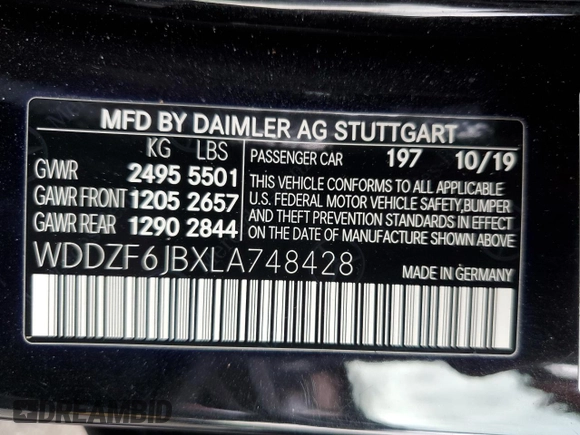 MFD BY DAIMLER AG STUTTGART
KG LBS
GVWR 2495 5501
GAWR FRONT 1205 2657
GAWR REAR 1290 2844
PASSENGER CAR 197 10/19
THIS VEHICLE CONFORMS TO ALL APPLICABLE
U.S. FEDERAL MOTOR VEHICLE SAFETY,BUMPER
AND THEFT PREVENTION STANDARDS IN EFFECT
ON THE DATE OF MANUFACTURE SHOWN ABOVE.
WDDZF6JBXLA748428
MADE IN GERMANY
DREAMBID